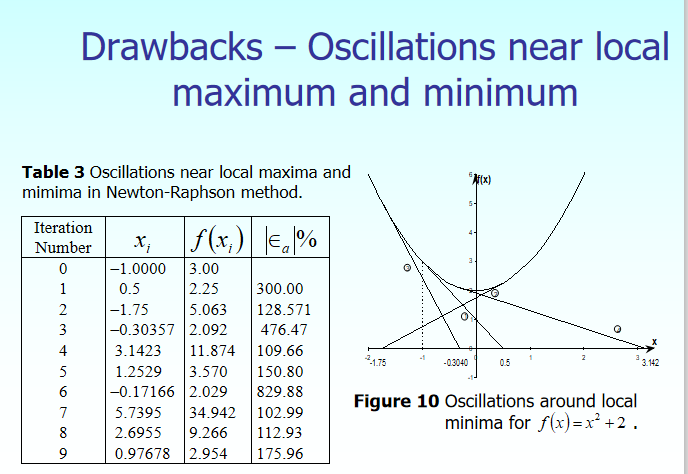 Drawbacks – Oscillations near local
maximum and minimum
Table 3 Oscillations near local maxima and
mimima in Newton-Raphson method.
Iteration
Number x_i f(x_i) |∈_a|%
0 −1.0000 3.00
1 0.5 2.25 300.00
2 −1.75 5.063 128.571
3 −0.30357 2.092 476.47
4 3.1423 11.874 109.66
5 1.2529 3.570 150.80
6 −0.17166 2.029 829.88
7 5.7395 34.942 102.99
8 2.6955 9.266 112.93
9 0.97678 2.954 175.96
6 f(x)
5
4
3
2
1
0
-1
x
-2 -1 0 1 2 3
-1.75 -0.3040 0.5 3.142
Figure 10 Oscillations around local
minima for f(x)=x²+2 .